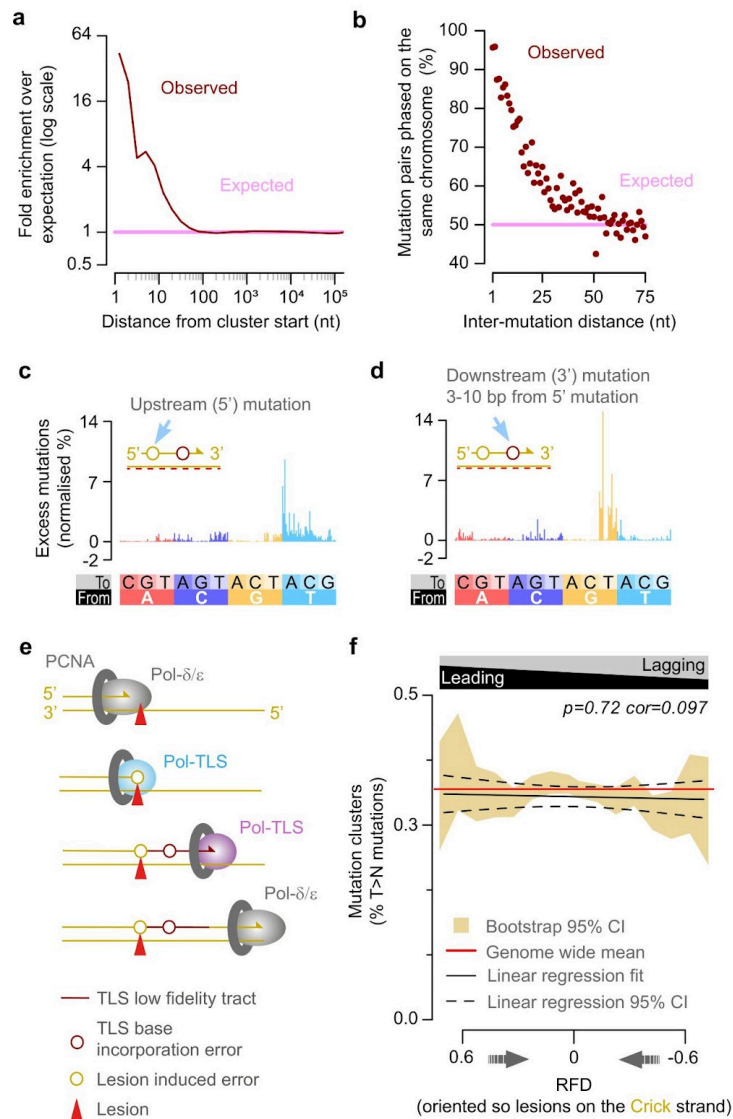 a
Fold enrichment over
expectation (log scale)
64
16
4
1
0.5
Observed
Expected
1 10 100 10³ 10⁴ 10⁵
Distance from cluster start (nt)
b
Mutation pairs phased on the
same chromosome (%)
100
90
80
70
60
50
40
Observed
Expected
1 25 50 75
Inter-mutation distance (nt)
c
Upstream (5') mutation
Excess mutations
(normalised %)
14
7
0
-2
5' 3'
To C G T A G T A C T A C G
From A C G T
d
Downstream (3') mutation
3-10 bp from 5' mutation
14
7
0
-2
5' 3'
To C G T A G T A C T A C G
From A C G T
e
PCNA
Pol-δ/ε
5'
3' 5'
Pol-TLS
Pol-TLS
Pol-δ/ε
TLS low fidelity tract
TLS base
incorporation error
Lesion induced error
Lesion
f
Lagging
Leading
p=0.72 cor=0.097
Mutation clusters
(% T>N mutations)
0.5
0.3
0.0
Bootstrap 95% CI
Genome wide mean
Linear regression fit
Linear regression 95% CI
0.6 0 -0.6
RFD
(oriented so lesions on the Crick strand)